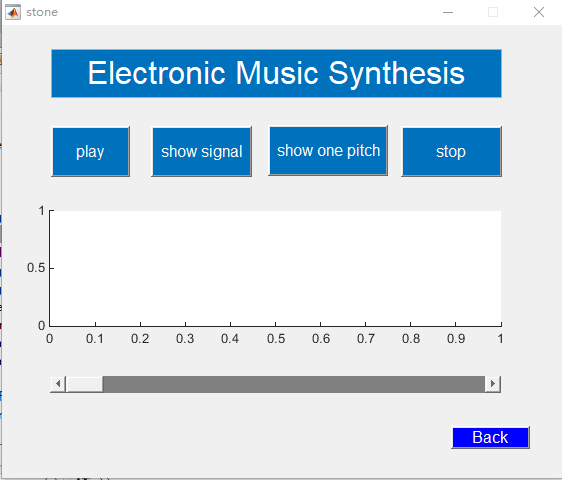 stone
Electronic Music Synthesis
play
show signal
show one pitch
stop
1
0.5
0
0 0.1 0.2 0.3 0.4 0.5 0.6 0.7 0.8 0.9 1
Back